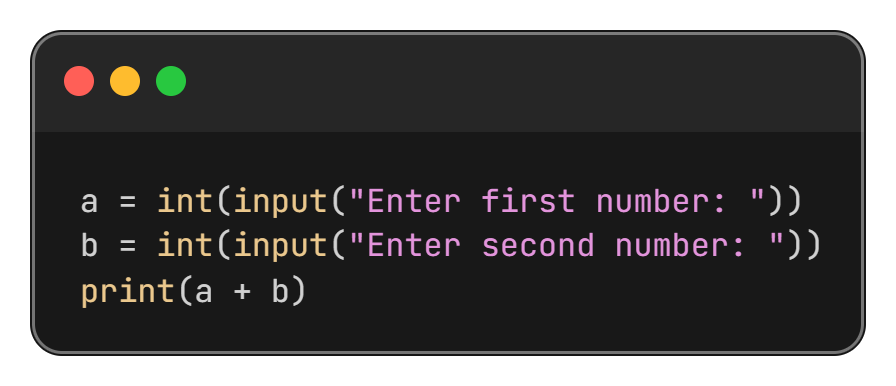 a = int(input("Enter first number: "))
b = int(input("Enter second number: "))
print(a + b)